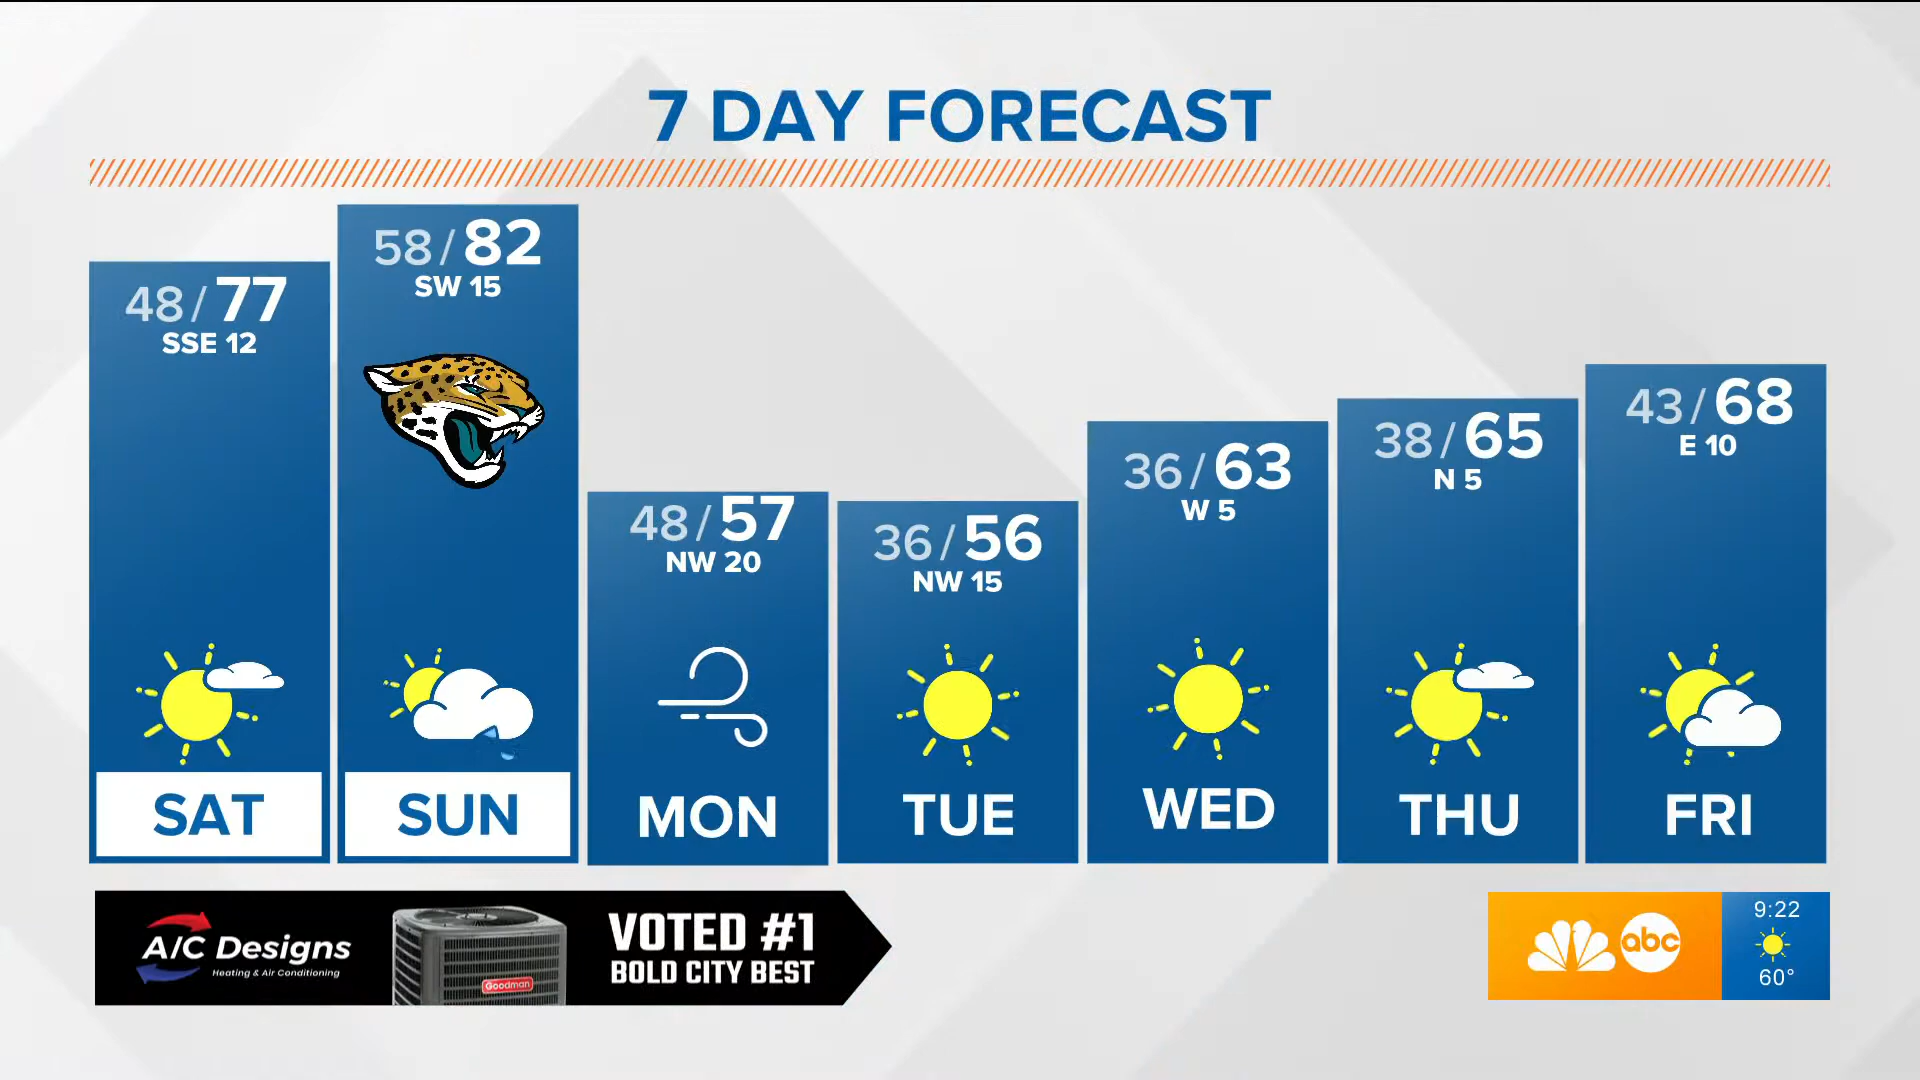 7 DAY FORECAST
48/77
SSE 12
SAT
58/82
SW 15
SUN
48/57
NW 20
MON
36/56
NW 15
TUE
36/63
W 5
WED
38/65
N 5
THU
43/68
E 10
FRI
A/C Designs
Heating & Air Conditioning
Goodman
VOTED #1
BOLD CITY BEST
abc
9:22
60°